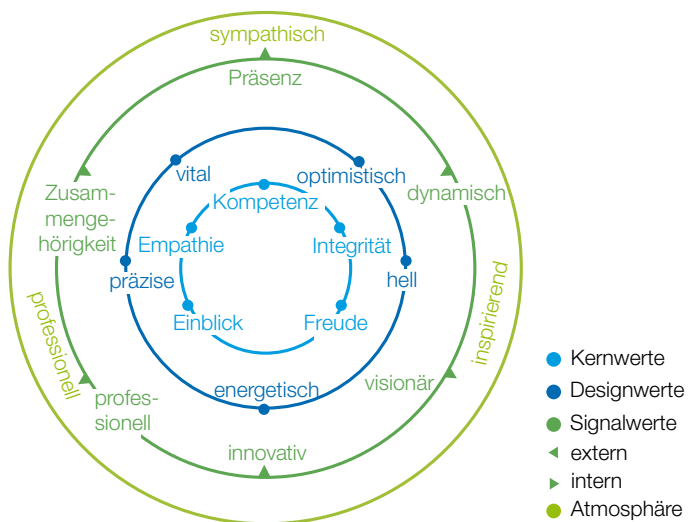 sympathisch
Präsenz
vital
optimistisch
Zusam-
menge-
hörigkeit
dynamisch
Kompetenz
Empathie
Integrität
präzise
hell
Einblick
Freude
professionell
inspirierend
energetisch
visionär
profes-
sionell
innovativ
Kernwerte
Designwerte
Signalwerte
extern
intern
Atmosphäre